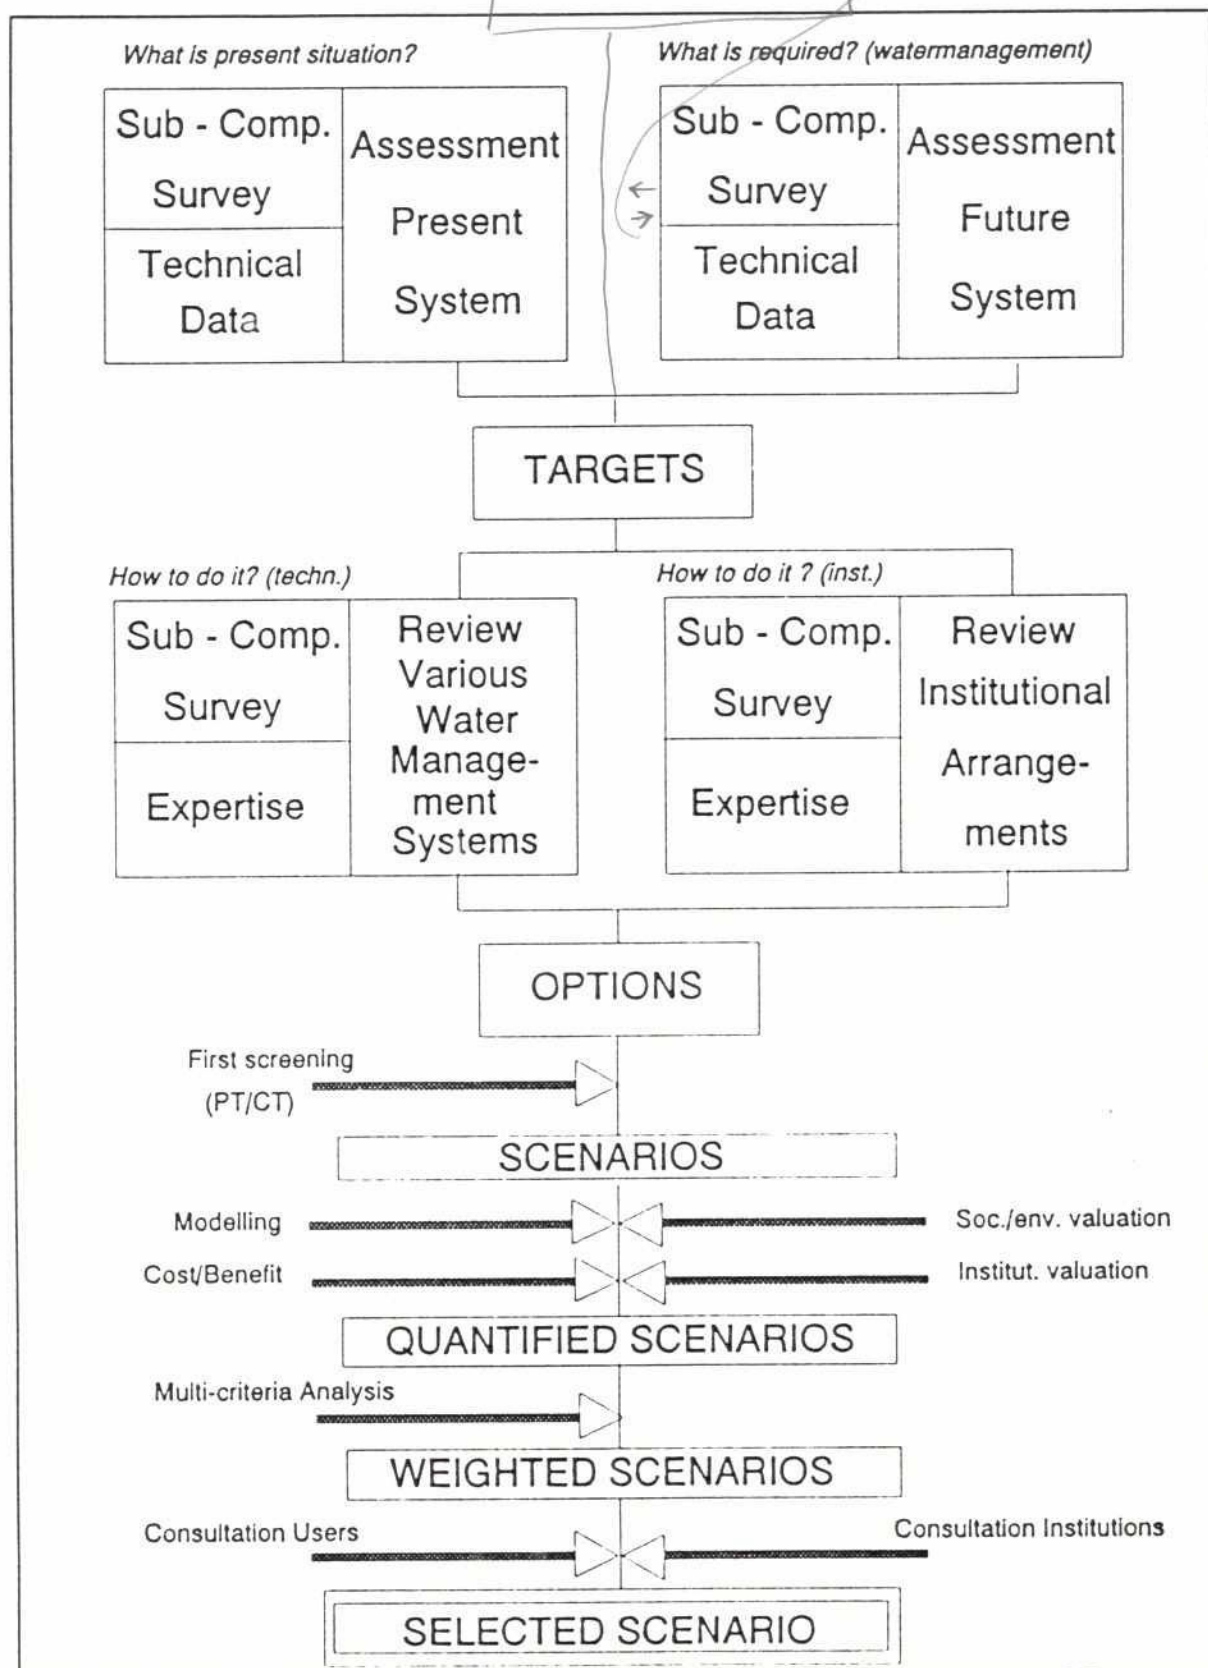 What is present situation?
Sub - Comp.
Survey
Technical
Data
Assessment
Present
System
What is required? (watermanagement)
Sub - Comp.
Survey
Technical
Data
Assessment
Future
System
TARGETS
How to do it? (techn.)
Sub - Comp.
Survey
Expertise
Review
Various
Water
Manage-
ment
Systems
How to do it ? (inst.)
Sub - Comp.
Survey
Expertise
Review
Institutional
Arrange-
ments
OPTIONS
First screening
(PT/CT)
SCENARIOS
Modelling
Soc./env. valuation
Cost/Benefit
Institut. valuation
QUANTIFIED SCENARIOS
Multi-criteria Analysis
WEIGHTED SCENARIOS
Consultation Users
Consultation Institutions
SELECTED SCENARIO